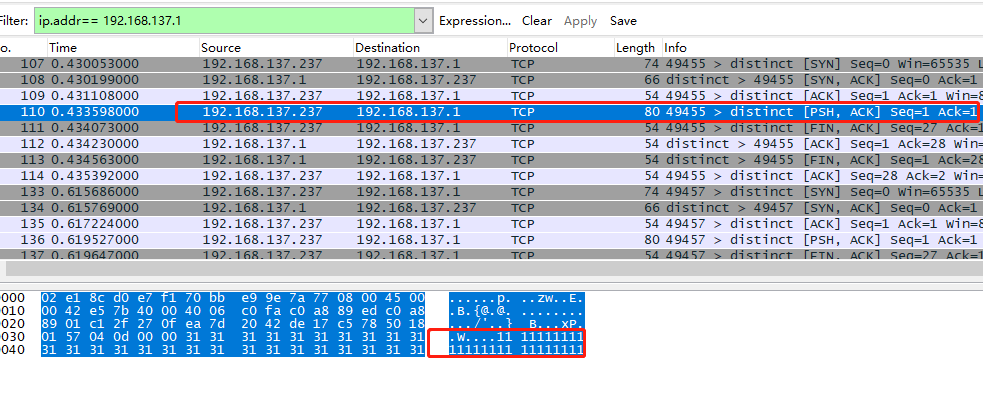 Filter: ip.addr== 192.168.137.1 Expression... Clear Apply Save
o. Time Source Destination Protocol Length Info
107 0.430053000 192.168.137.237 192.168.137.1 TCP 74 49455 > distinct [SYN] Seq=0 Win=65535 L
108 0.430199000 192.168.137.1 192.168.137.237 TCP 66 distinct > 49455 [SYN, ACK] Seq=0 Ack=1
109 0.431108000 192.168.137.237 192.168.137.1 TCP 54 49455 > distinct [ACK] Seq=1 Ack=1 Win=8
110 0.433598000 192.168.137.237 192.168.137.1 TCP 80 49455 > distinct [PSH, ACK] Seq=1 Ack=1
111 0.434073000 192.168.137.237 192.168.137.1 TCP 54 49455 > distinct [FIN, ACK] Seq=27 Ack=
112 0.434230000 192.168.137.1 192.168.137.237 TCP 54 distinct > 49455 [ACK] Seq=1 Ack=28 Win=
113 0.434563000 192.168.137.1 192.168.137.237 TCP 54 distinct > 49455 [FIN, ACK] Seq=1 Ack=28
114 0.435392000 192.168.137.237 192.168.137.1 TCP 54 49455 > distinct [ACK] Seq=28 Ack=2 Win=
133 0.615686000 192.168.137.237 192.168.137.1 TCP 74 49457 > distinct [SYN] Seq=0 Win=65535 L
134 0.615769000 192.168.137.1 192.168.137.237 TCP 66 distinct > 49457 [SYN, ACK] Seq=0 Ack=1
135 0.617224000 192.168.137.237 192.168.137.1 TCP 54 49457 > distinct [ACK] Seq=1 Ack=1 Win=8
136 0.619527000 192.168.137.237 192.168.137.1 TCP 80 49457 > distinct [PSH, ACK] Seq=1 Ack=1
137 0.619647000 192.168.137.237 192.168.137.1 TCP 54 49457 > distinct [FIN, ACK] Seq=27 Ack=
0000 02 e1 8c d0 e7 f1 70 bb e9 9e 7a 77 08 00 45 00 ......p. ..zw..E.
0010 00 42 e5 7b 40 00 40 06 c0 fa c0 a8 89 ed c0 a8 .B.{@.@. ........
0020 89 01 c1 2f 27 0f ea 7d 20 42 de 17 c5 78 50 18 .../'..}  B...xP.
0030 01 57 04 0d 00 00 31 31 31 31 31 31 31 31 31 31 .W....11 11111111
0040 31 31 31 31 31 31 31 31 31 31 31 31 31 31 31 31 11111111 11111111